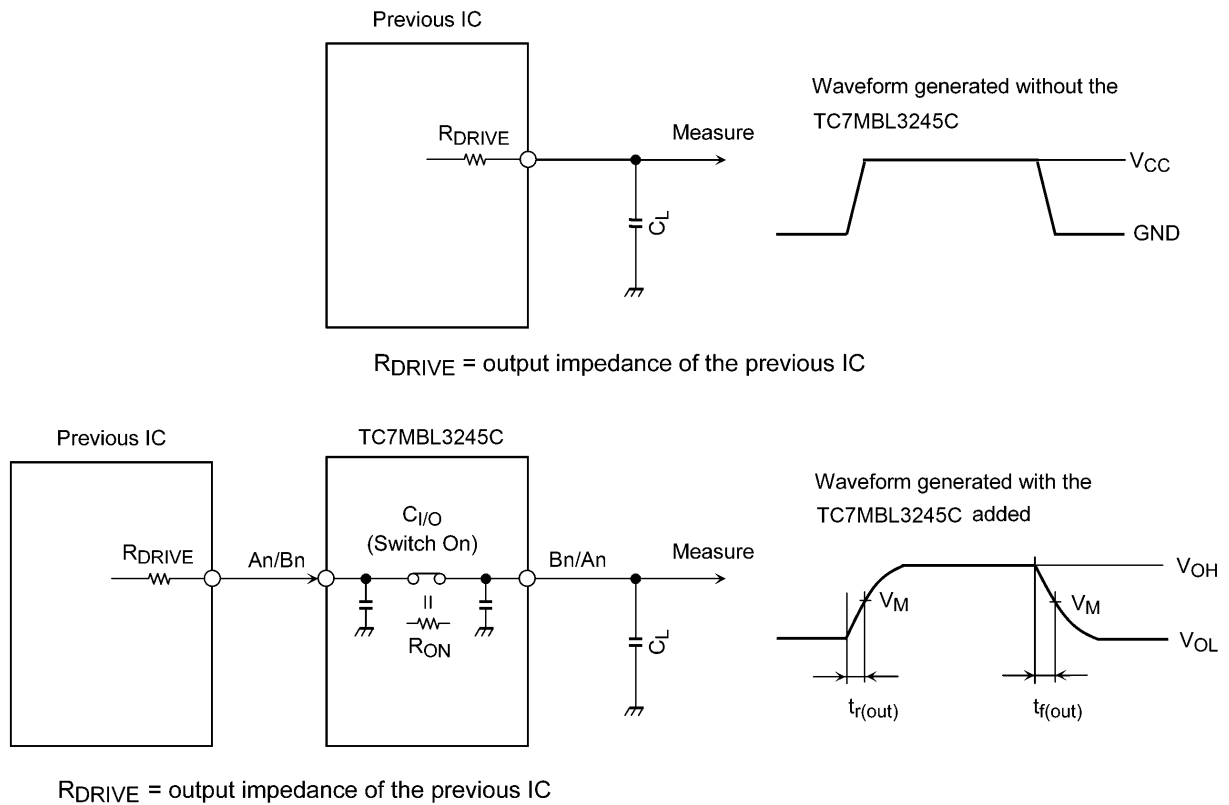 Previous IC
RDRIVE
Measure
CL
Waveform generated without the
TC7MBL3245C
VCC
GND
RDRIVE = output impedance of the previous IC
Previous IC
TC7MBL3245C
RDRIVE
An/Bn
CI/O
(Switch On)
RON
Bn/An
Measure
CL
Waveform generated with the
TC7MBL3245C added
VOH
VM
VM
VOL
tr(out)
tf(out)
RDRIVE = output impedance of the previous IC